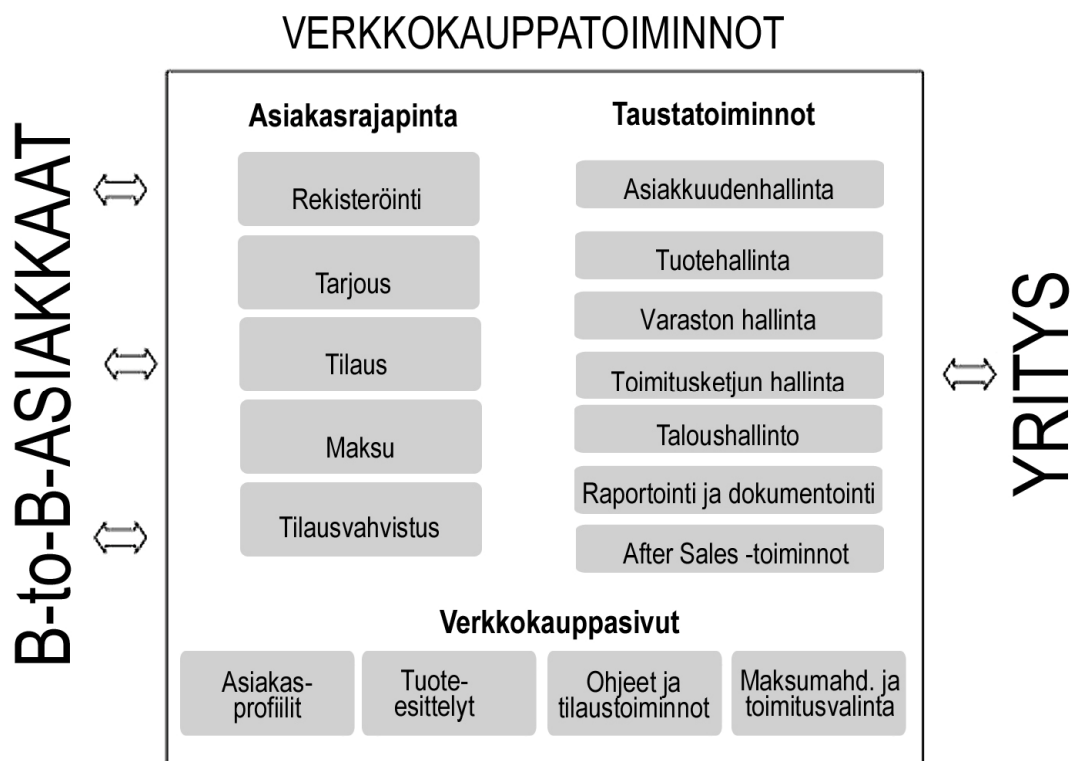 VERKKOKAUPPATOIMINNOT
B-to-B-ASIAKKAAT
Asiakasrajapinta
Rekisteröinti
Tarjous
Tilaus
Maksu
Tilausvahvistus
Taustatoiminnot
Asiakkuudenhallinta
Tuotehallinta
Varaston hallinta
Toimitusketjun hallinta
Taloushallinto
Raportointi ja dokumentointi
After Sales -toiminnot
YRITYS
Verkkokauppasivut
Asiakas-
profiilit
Tuote-
esittelyt
Ohjeet ja
tilaustoiminnot
Maksumahd. ja
toimitusvalinta